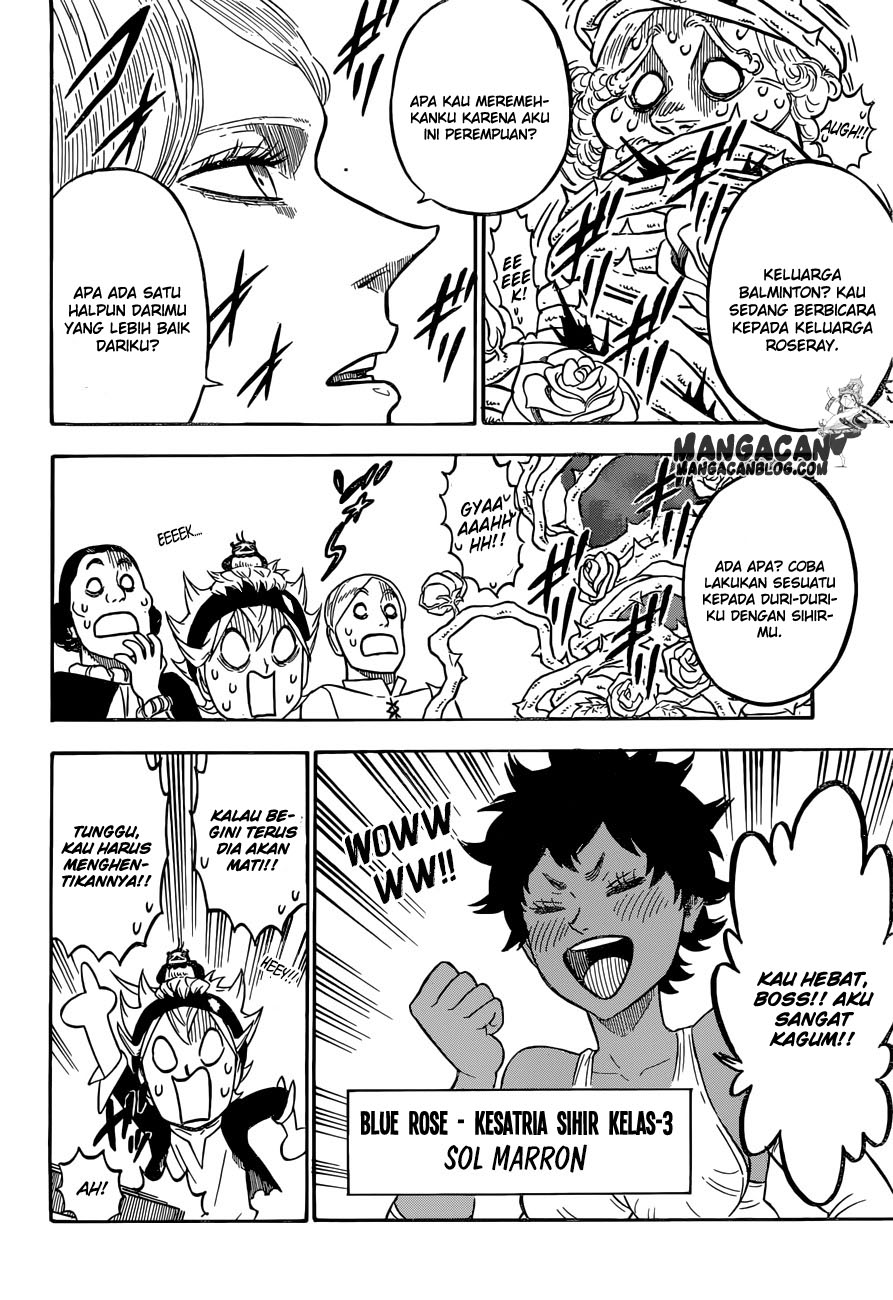 AUGH!!
KELUARGA
BALMINTON? KAU
SEDANG BERBICARA
KEPADA KELUARGA
ROSERAY.
EE
EEE
K!
APA KAU MEREMEH-
KANKU KARENA AKU
INI PEREMPUAN?
APA ADA SATU
HALPUN DARIMU
YANG LEBIH BAIK
DARIKU?
MANGACAN
MANGACANBLOG.COM
ADA APA? COBA
LAKUKAN SESUATU
KEPADA DURI-DURI-
KU DENGAN SIHIR-
MU.
GYAA
AAAAHH
HH!!
EEEEK...
KAU HEBAT,
BOSS!! AKU
SANGAT
KAGUM!!
WOWW
WW!!
BLUE ROSE - KESATRIA SIHIR KELAS-3
SOL MARRON
KALAU BE-
GINI TERUS
DIA AKAN
MATI!!
TUNGGU,
KAU HARUS
MENGHEN-
TIKANNYA!!
HEEY!!!
AH!